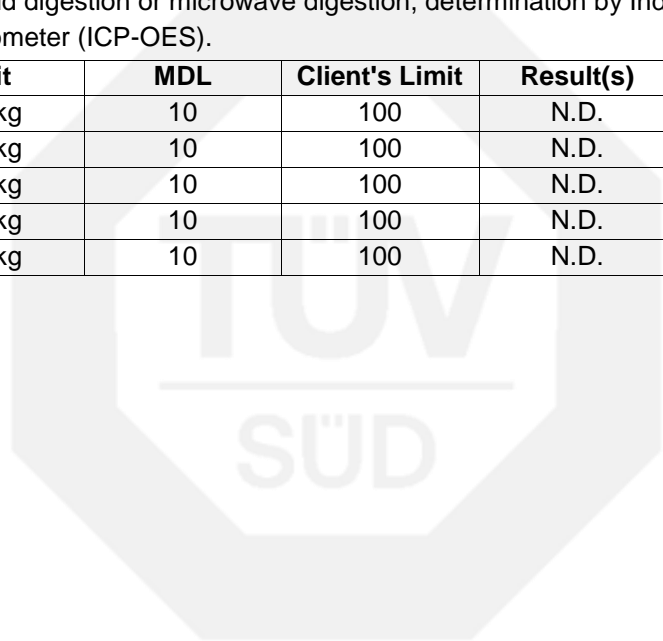 digestion or microwave digestion, determination by
ometer (ICP-OES).
it MDL Client's Limit Result(s)
kg 10 100 N.D.
kg 10 100 N.D.
kg 10 100 N.D.
kg 10 100 N.D.
kg 10 100 N.D.
TÜV
SÜD